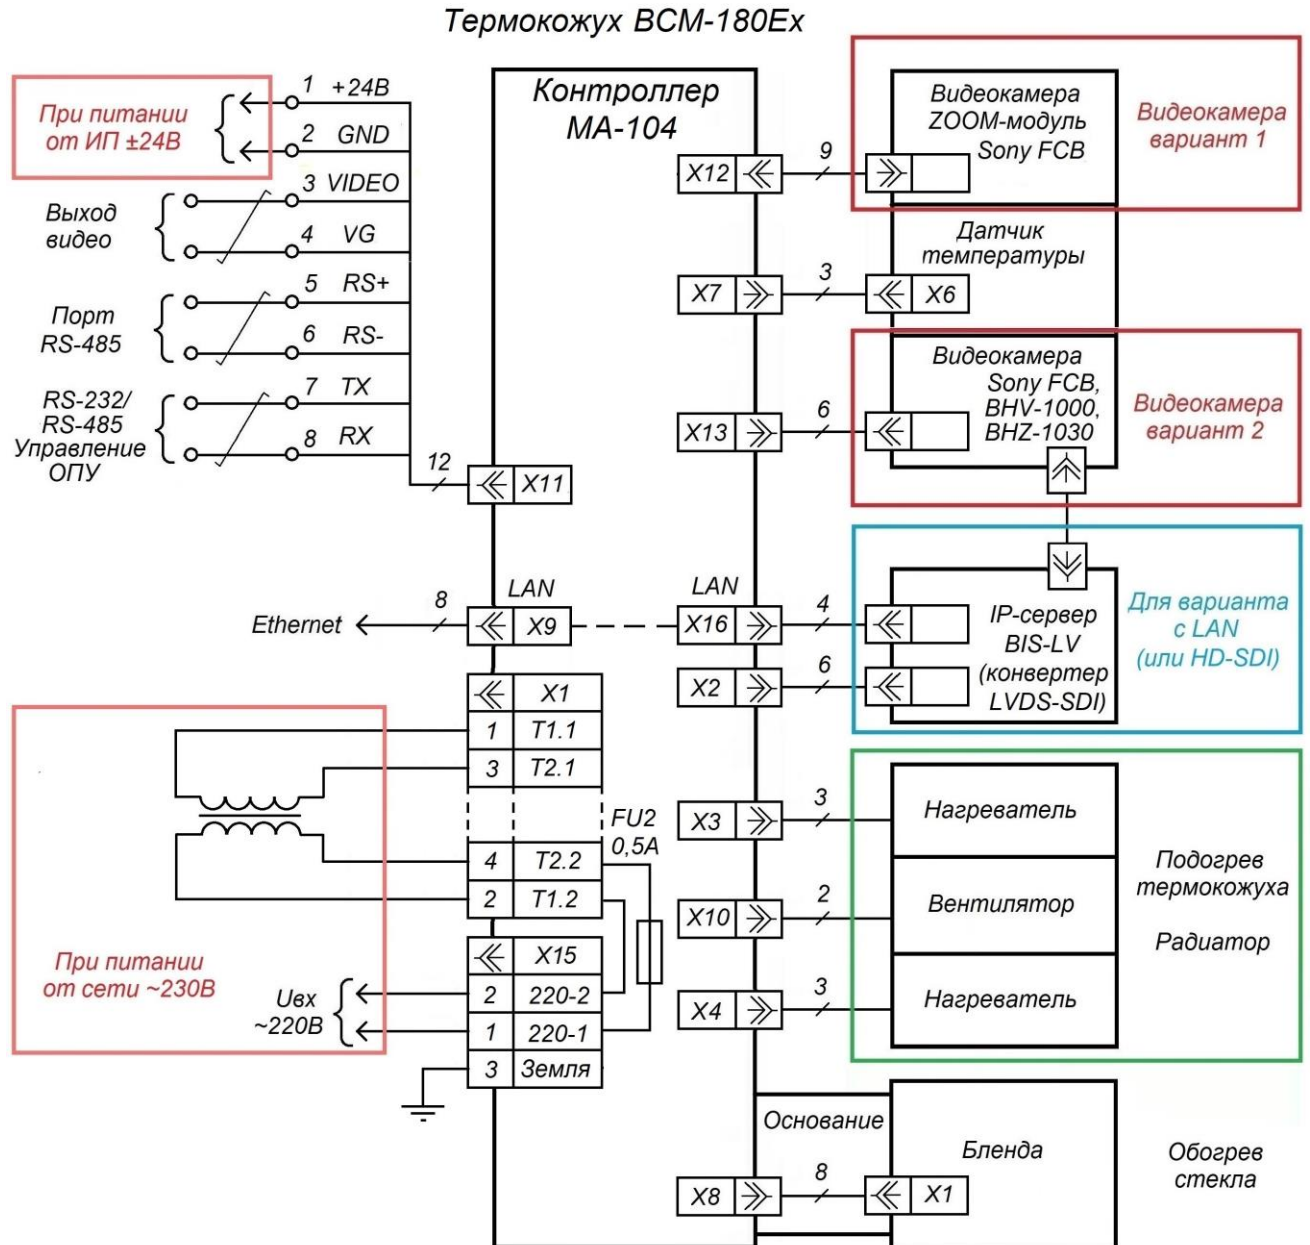 Термокожух ВСМ-180Ех
При питании
от ИП ±24В
1 +24В
2 GND
3 VIDEO
4 VG
Выход
видео
5 RS+
6 RS-
Порт
RS-485
7 TX
8 RX
RS-232/
RS-485
Управление
ОПУ
12
X11
Контроллер
МА-104
X12
9
Видеокамера
ZOOM-модуль
Sony FCB
Видеокамера
вариант 1
Датчик
температуры
X7
3
X6
Видеокамера
Sony FCB,
BHV-1000,
BHZ-1030
X13
6
Видеокамера
вариант 2
Ethernet
8
LAN
X9
LAN
X16
4
X2
6
IP-сервер
BIS-LV
(конвертер
LVDS-SDI)
Для варианта
с LAN
(или HD-SDI)
X1
1 T1.1
3 T2.1
4 T2.2
2 T1.2
FU2
0,5А
X15
2 220-2
1 220-1
3 Земля
При питании
от сети ~230В
Uвх
~220В
X3
3
Нагреватель
X10
2
Вентилятор
X4
3
Нагреватель
Подогрев
термокожуха
Радиатор
Основание
X8
8
X1
Бленда
Обогрев
стекла